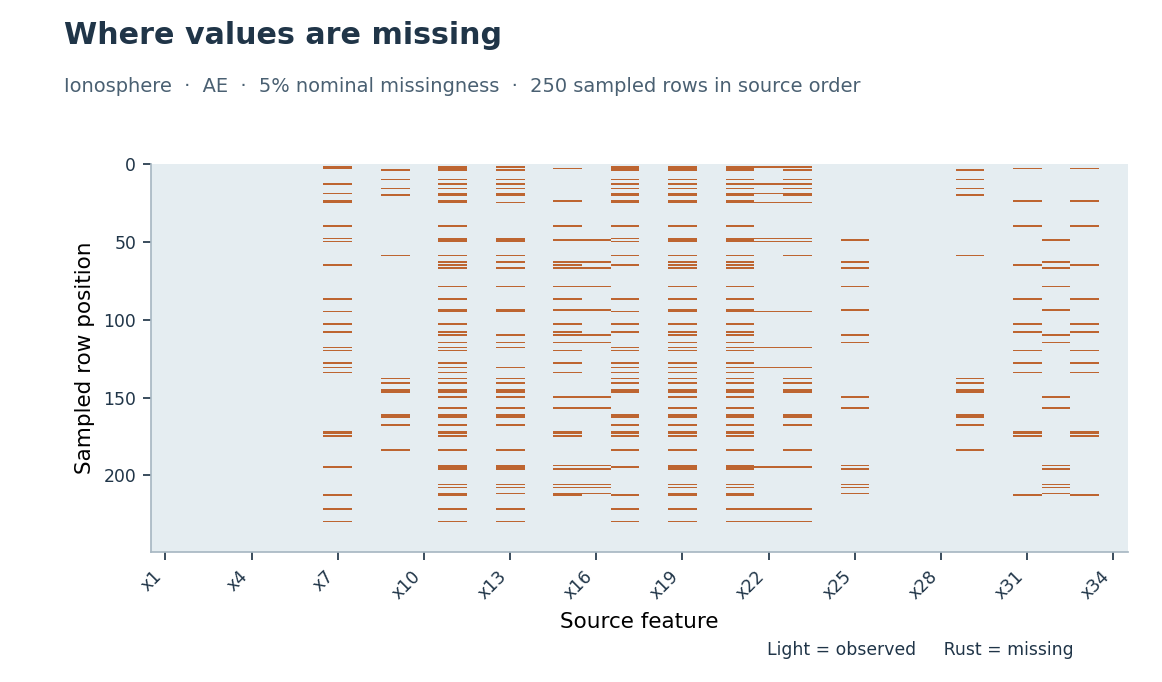 Where values are missing
Ionosphere · AE · 5% nominal missingness · 250 sampled rows in source order
0
50
100
150
200
Sampled row position
x1 x4 x7 x10 x13 x16 x19 x22 x25 x28 x31 x34
Source feature
Light = observed Rust = missing